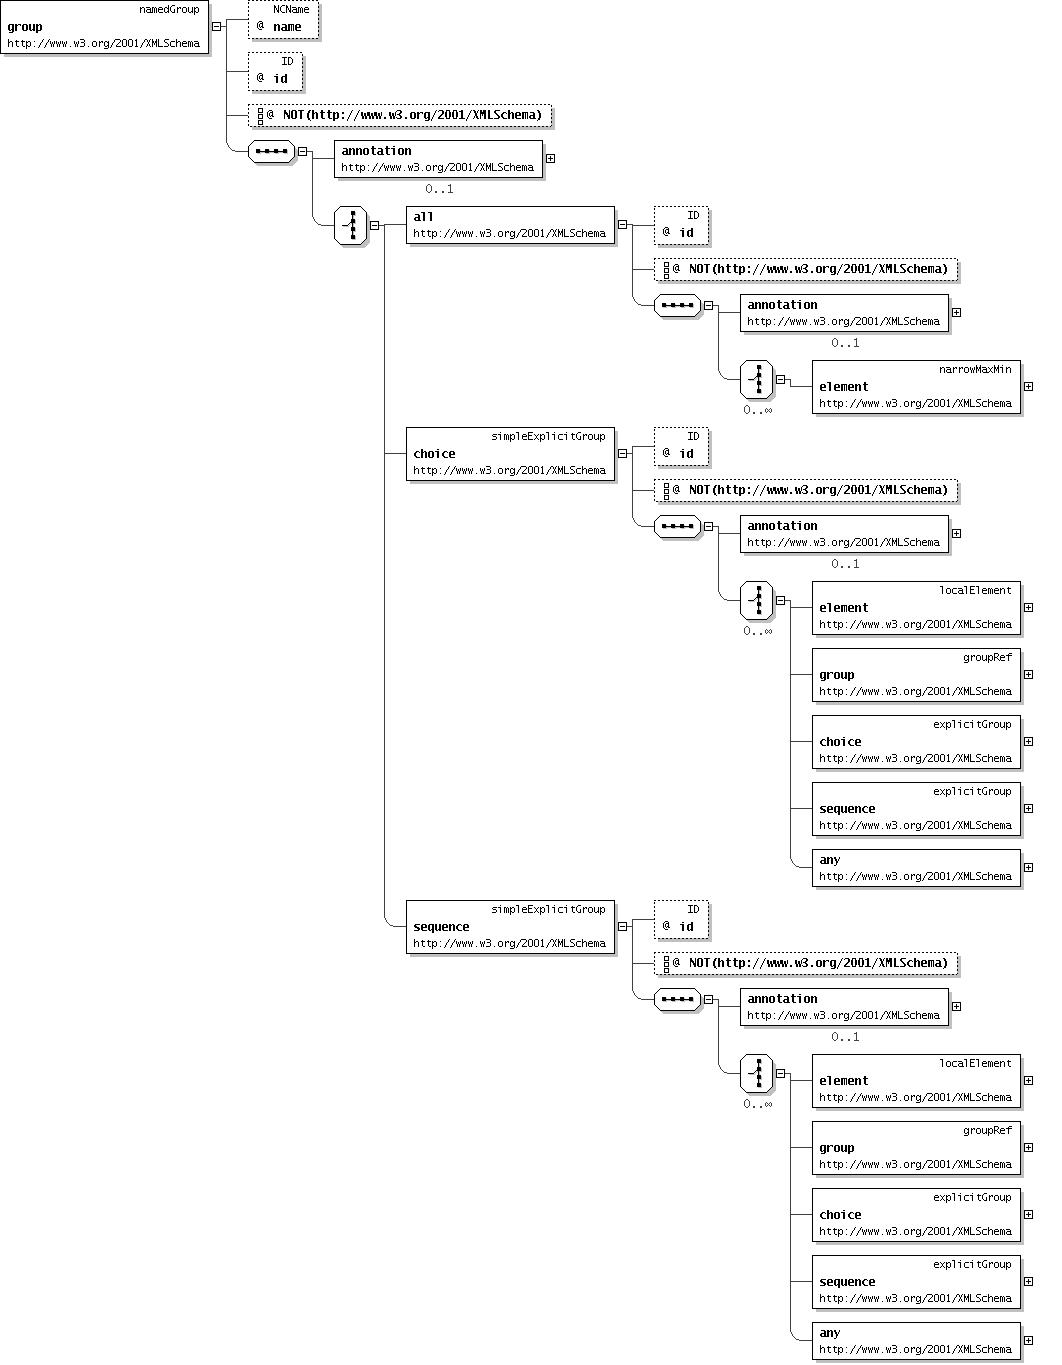 namedGroup
group
http://www.w3.org/2001/XMLSchema
NCName
@ name
ID
@ id
@ NOT(http://www.w3.org/2001/XMLSchema)
annotation
http://www.w3.org/2001/XMLSchema
0..1
all
http://www.w3.org/2001/XMLSchema
ID
@ id
@ NOT(http://www.w3.org/2001/XMLSchema)
annotation
http://www.w3.org/2001/XMLSchema
0..1
narrowMaxMin
element
http://www.w3.org/2001/XMLSchema
0..∞
simpleExplicitGroup
choice
http://www.w3.org/2001/XMLSchema
ID
@ id
@ NOT(http://www.w3.org/2001/XMLSchema)
annotation
http://www.w3.org/2001/XMLSchema
0..1
localElement
element
http://www.w3.org/2001/XMLSchema
0..∞
groupRef
group
http://www.w3.org/2001/XMLSchema
explicitGroup
choice
http://www.w3.org/2001/XMLSchema
explicitGroup
sequence
http://www.w3.org/2001/XMLSchema
any
http://www.w3.org/2001/XMLSchema
simpleExplicitGroup
sequence
http://www.w3.org/2001/XMLSchema
ID
@ id
@ NOT(http://www.w3.org/2001/XMLSchema)
annotation
http://www.w3.org/2001/XMLSchema
0..1
localElement
element
http://www.w3.org/2001/XMLSchema
0..∞
groupRef
group
http://www.w3.org/2001/XMLSchema
explicitGroup
choice
http://www.w3.org/2001/XMLSchema
explicitGroup
sequence
http://www.w3.org/2001/XMLSchema
any
http://www.w3.org/2001/XMLSchema